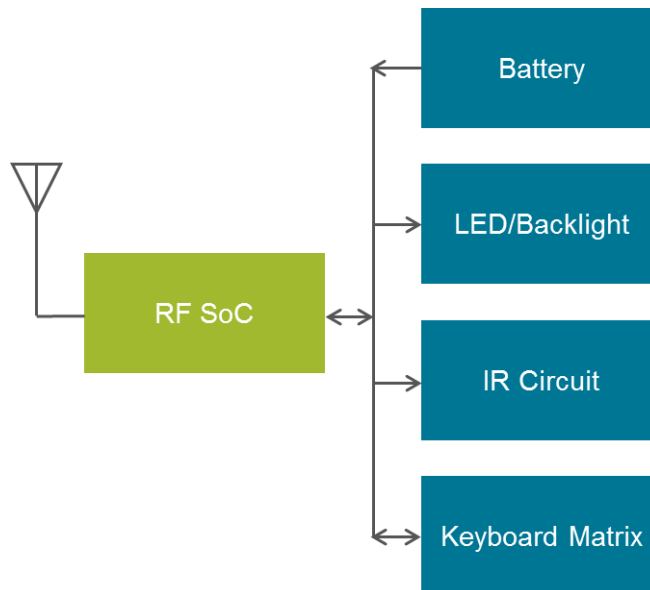 Battery
LED/Backlight
RF SoC
IR Circuit
Keyboard Matrix